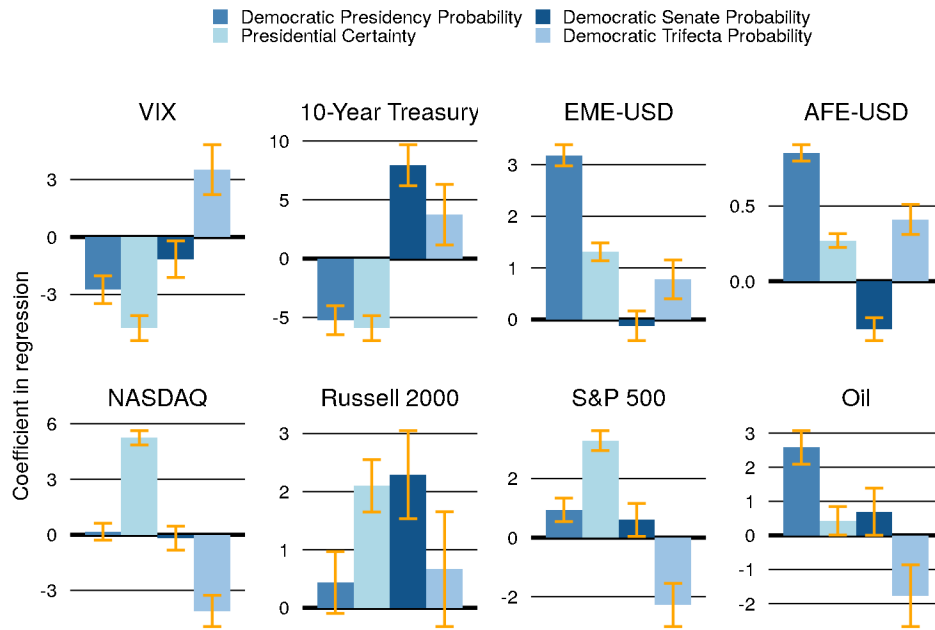 Democratic Presidency Probability
Democratic Senate Probability
Presidential Certainty
Democratic Trifecta Probability
VIX
10-Year Treasury
EME-USD
AFE-USD
3
0
-3
10
5
0
-5
3
2
1
0
0.5
0.0
Coefficient in regression
NASDAQ
Russell 2000
S&P 500
Oil
6
3
0
-3
3
2
1
0
2
0
-2
3
2
1
0
-1
-2